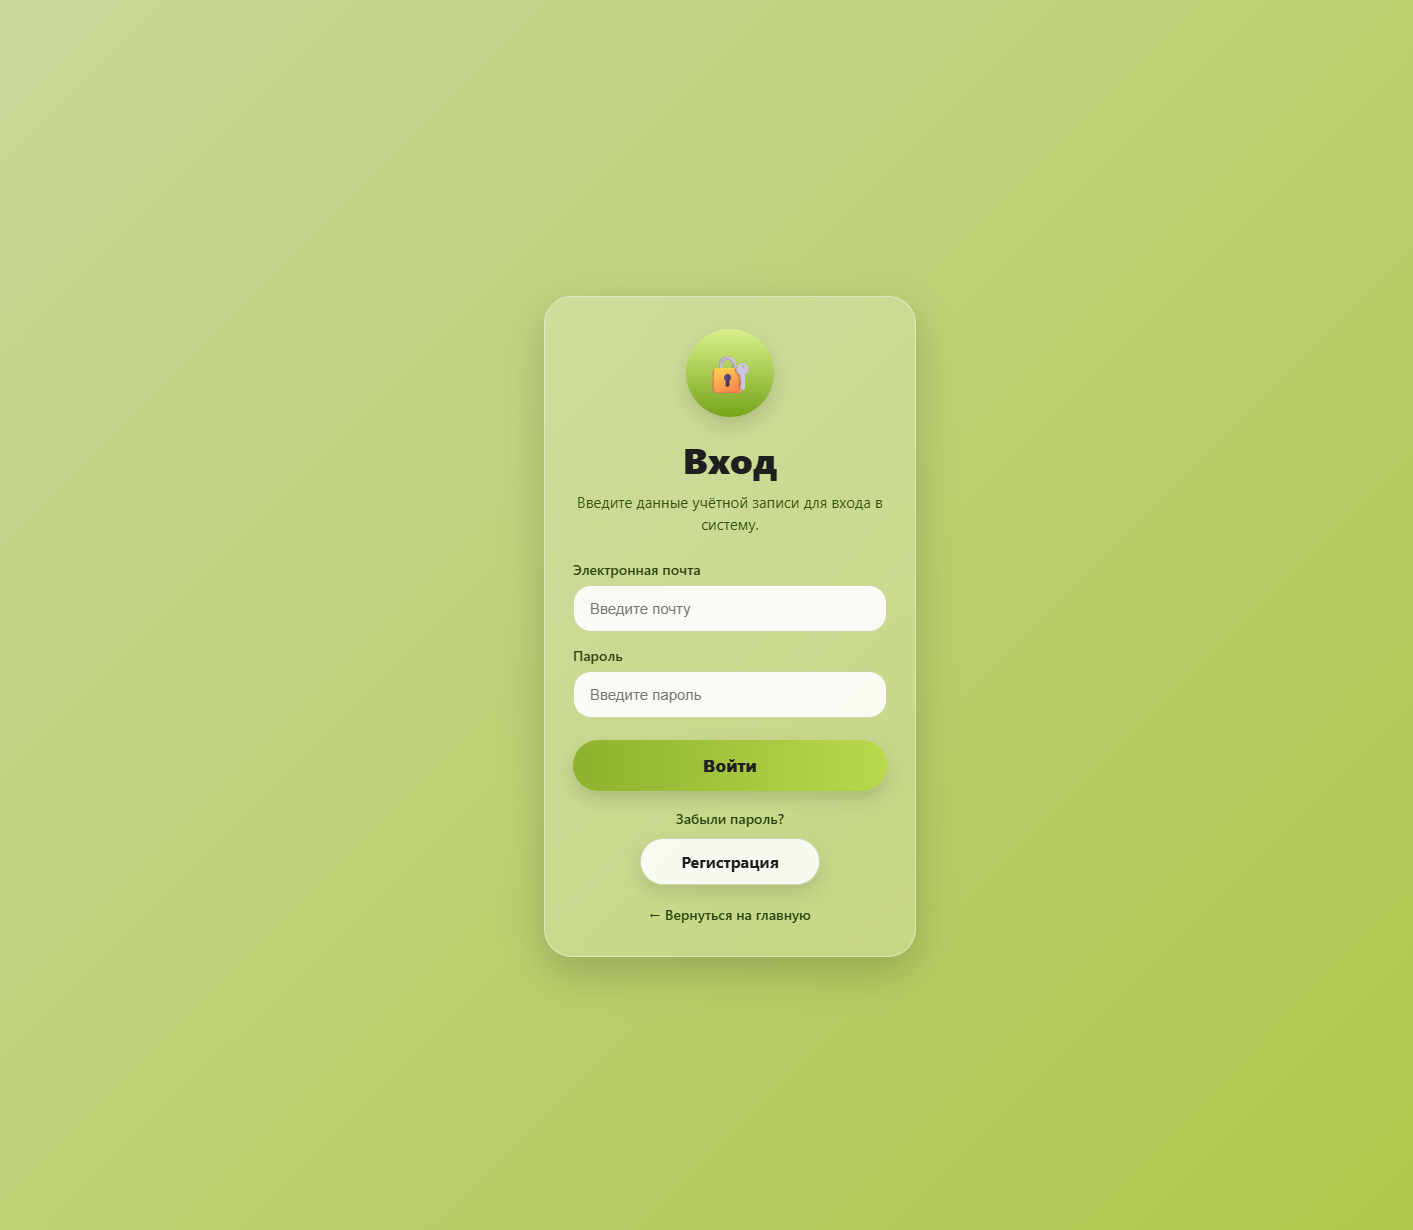 Вход
Введите данные учётной записи для входа в
систему.
Электронная почта
Введите почту
Пароль
Введите пароль
Войти
Забыли пароль?
Регистрация
← Вернуться на главную